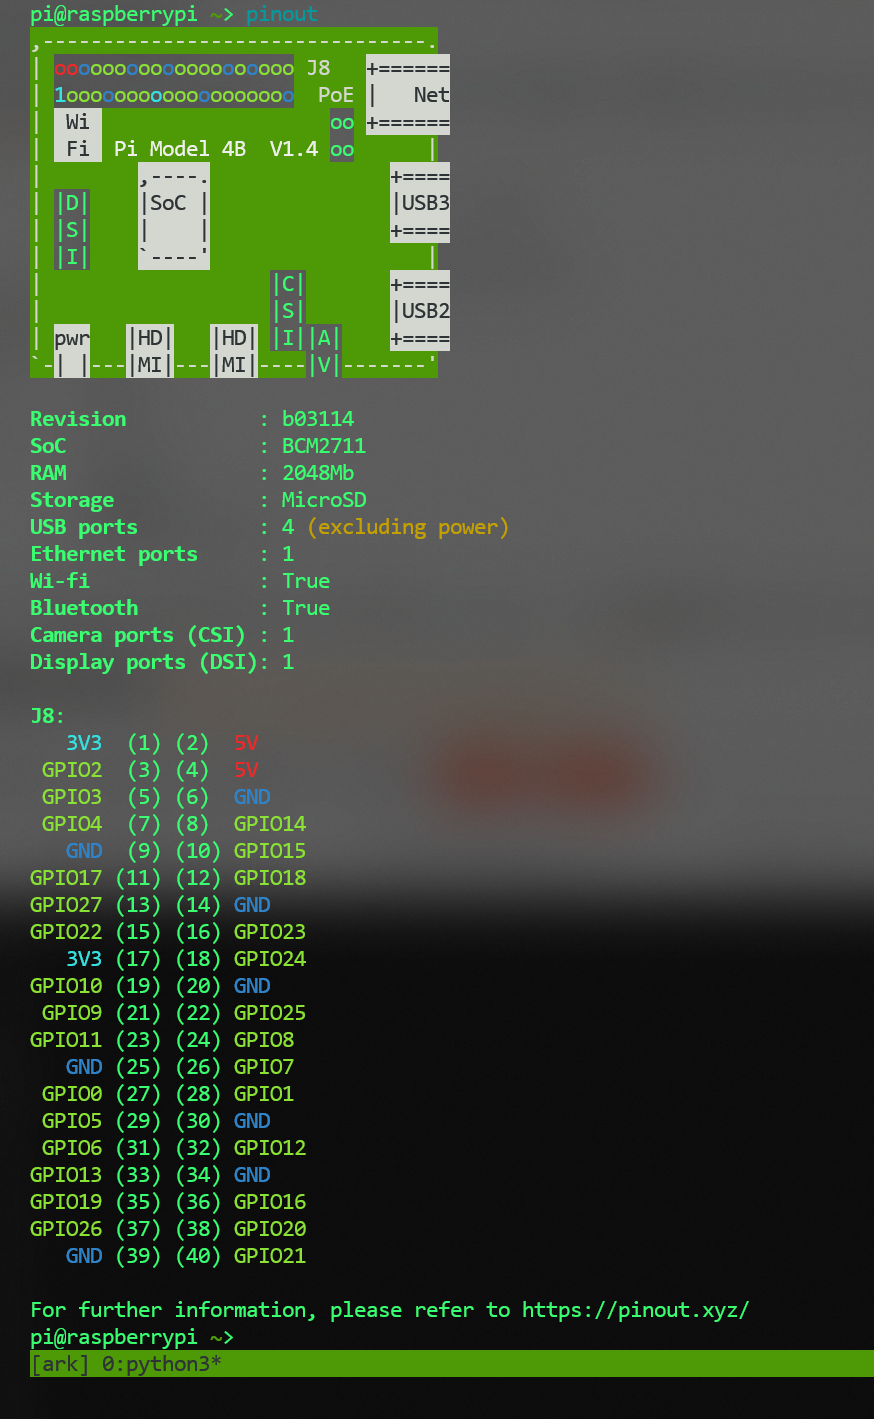 pi@raspberrypi ~> pinout
,--------------------------------.
| oooooooooooooooooooo J8   +======
| 1ooooooooooooooooooo  PoE |   Net
|  Wi                    oo +======
|  Fi  Pi Model 4B  V1.4 oo      |
|        ,----.               +====
| |D|    |SoC |               |USB3
| |S|    |    |               +====
| |I|    `----'                  |
|                   |C|       +====
|                   |S|       |USB2
| pwr   |HD|   |HD| |I||A|    +====
`-| |---|MI|---|MI|----|V|-------'
Revision           : b03114
SoC                : BCM2711
RAM                : 2048Mb
Storage            : MicroSD
USB ports          : 4 (excluding power)
Ethernet ports     : 1
Wi-fi              : True
Bluetooth          : True
Camera ports (CSI) : 1
Display ports (DSI): 1
J8:
   3V3  (1) (2)  5V
 GPIO2  (3) (4)  5V
 GPIO3  (5) (6)  GND
 GPIO4  (7) (8)  GPIO14
   GND  (9) (10) GPIO15
GPIO17 (11) (12) GPIO18
GPIO27 (13) (14) GND
GPIO22 (15) (16) GPIO23
   3V3 (17) (18) GPIO24
GPIO10 (19) (20) GND
 GPIO9 (21) (22) GPIO25
GPIO11 (23) (24) GPIO8
   GND (25) (26) GPIO7
 GPIO0 (27) (28) GPIO1
 GPIO5 (29) (30) GND
 GPIO6 (31) (32) GPIO12
GPIO13 (33) (34) GND
GPIO19 (35) (36) GPIO16
GPIO26 (37) (38) GPIO20
   GND (39) (40) GPIO21
For further information, please refer to https://pinout.xyz/
pi@raspberrypi ~>
[ark] 0:python3*